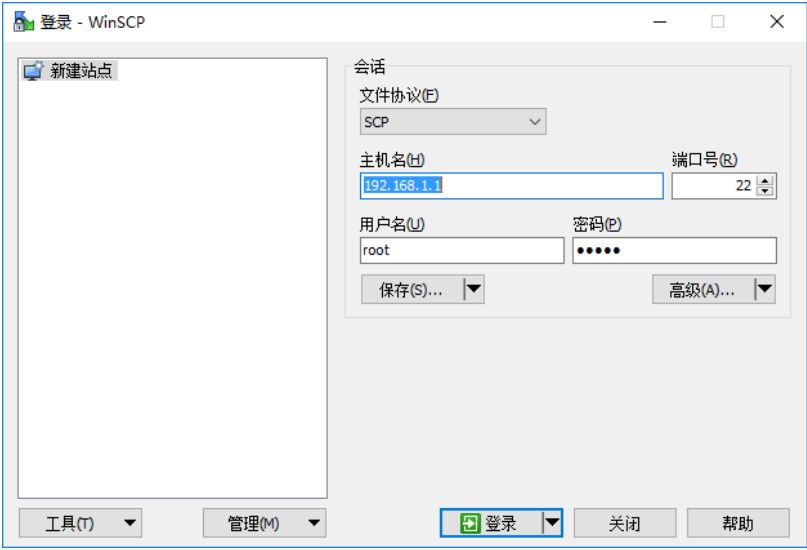 登录 - WinSCP
新建站点
会话
文件协议(F)
SCP
主机名(H) 端口号(R)
192.168.1.1 22
用户名(U) 密码(P)
root •••••
保存(S)... 高级(A)...
工具(T) 管理(M) 登录 关闭 帮助